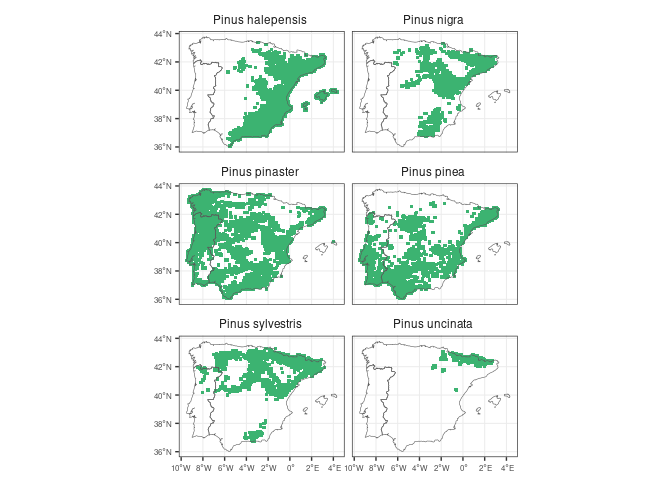 Pinus halepensis Pinus nigra
44°N
42°N
40°N
38°N
36°N
Pinus pinaster Pinus pinea
44°N
42°N
40°N
38°N
36°N
Pinus sylvestris Pinus uncinata
44°N
42°N
40°N
38°N
36°N
10°W 8°W 6°W 4°W 2°W 0° 2°E 4°E 10°W 8°W 6°W 4°W 2°W 0° 2°E 4°E